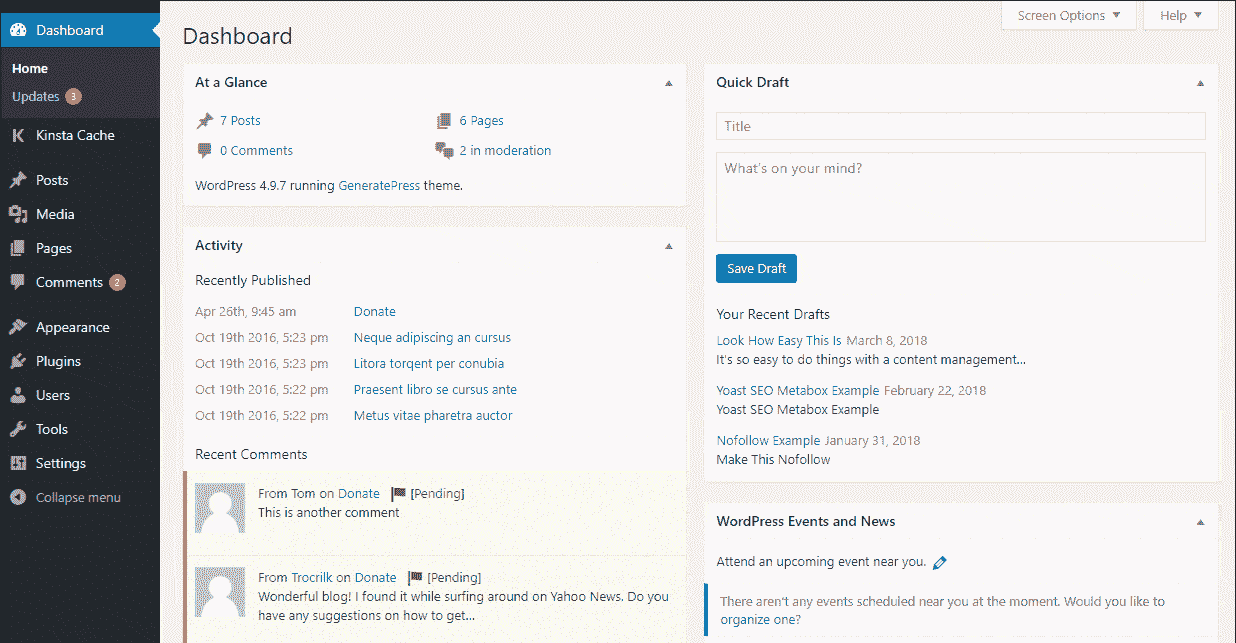 Dashboard
Home
Updates 3
Kinsta Cache
Posts
Media
Pages
Comments 2
Appearance
Plugins
Users
Tools
Settings
Collapse menu
Screen Options
Help
Dashboard
At a Glance
7 Posts
6 Pages
0 Comments
2 in moderation
WordPress 4.9.7 running GeneratePress theme.
Activity
Recently Published
Apr 26th, 9:45 am Donate
Oct 19th 2016, 5:23 pm Neque adipiscing an cursus
Oct 19th 2016, 5:23 pm Litora torqent per conubia
Oct 19th 2016, 5:22 pm Praesent libro se cursus ante
Oct 19th 2016, 5:22 pm Metus vitae pharetra auctor
Recent Comments
From Tom on Donate [Pending]
This is another comment
From Trocrilk on Donate [Pending]
Wonderful blog! I found it while surfing around on Yahoo News. Do you
have any suggestions on how to get...
Quick Draft
Title
What's on your mind?
Save Draft
Your Recent Drafts
Look How Easy This Is March 8, 2018
It's so easy to do things with a content management...
Yoast SEO Metabox Example February 22, 2018
Yoast SEO Metabox Example
Nofollow Example January 31, 2018
Make This Nofollow
WordPress Events and News
Attend an upcoming event near you.
There aren't any events scheduled near you at the moment. Would you like to
organize one?